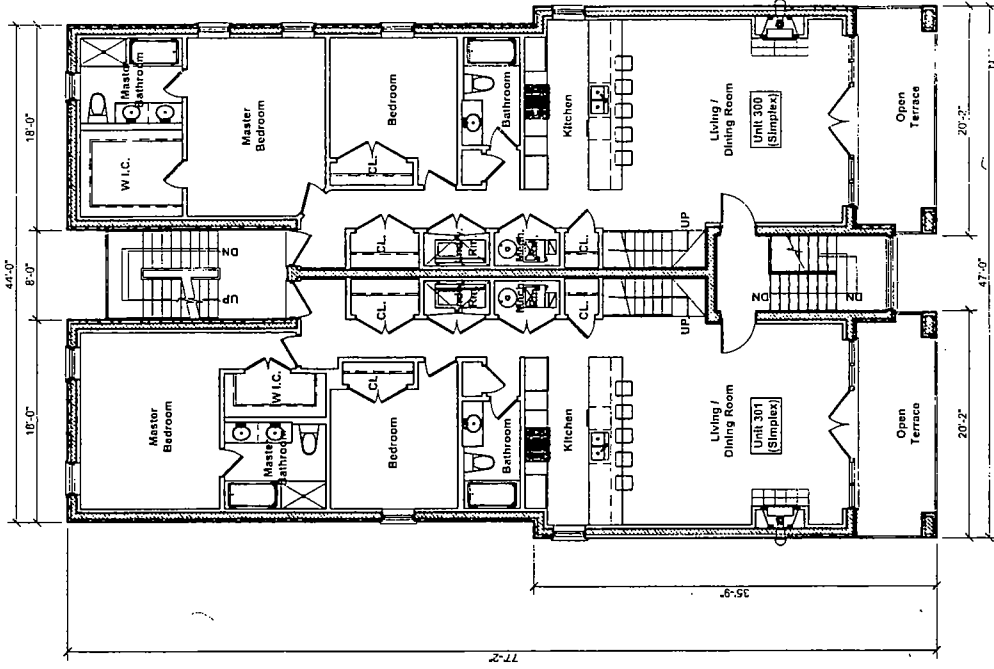 44'-0"
18'-0"
8'-0"
18'-0"
Master
Bathroom
W.I.C.
Master
Bedroom
Bedroom
CL.
Bathroom
Kitchen
Living /
Dining Room
Unit 300
(Simplex)
Open
Terrace
20'-2"
DN
UP
CL.
CL.
UP
CL.
CL.
UP
DN
DN
47'-0"
Master
Bedroom
W.I.C.
Master
Bathroom
CL.
Bedroom
Bathroom
Kitchen
Living /
Dining Room
Unit 301
(Simplex)
Open
Terrace
20'-2"
35'-9"
77'-2"